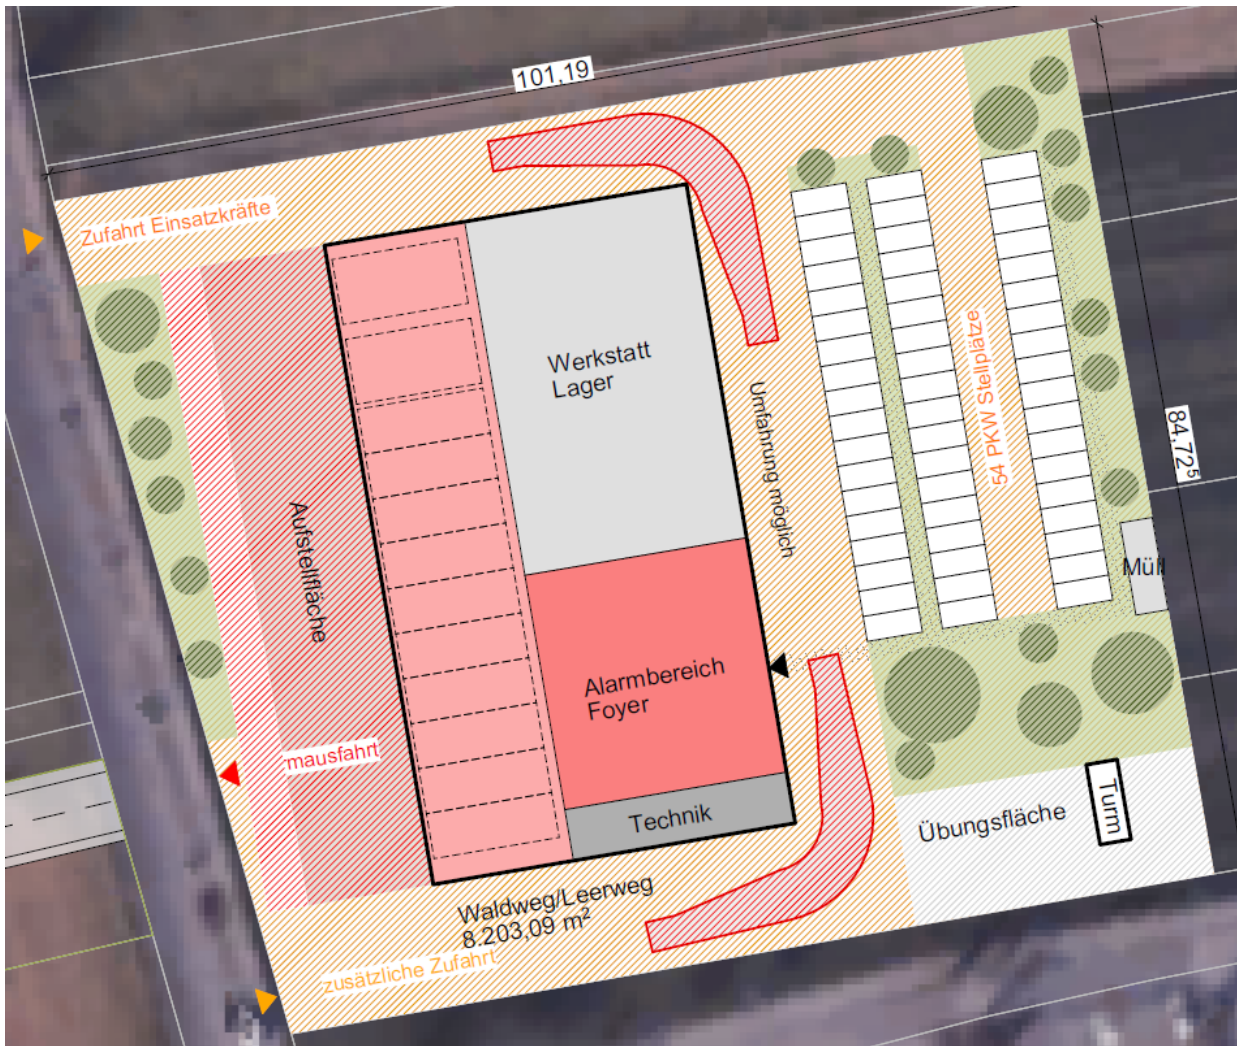 101,19
Zufahrt Einsatzkräfte
Werkstatt
Lager
Umfahrung möglich
54 PKW Stellplätze
84,72⁵
Aufstellfläche
Müll
Alarmbereich
Foyer
rmausfahrt
Technik
Übungsfläche
Turm
Waldweg/Leerweg
8.203,09 m²
zusätzliche Zufahrt